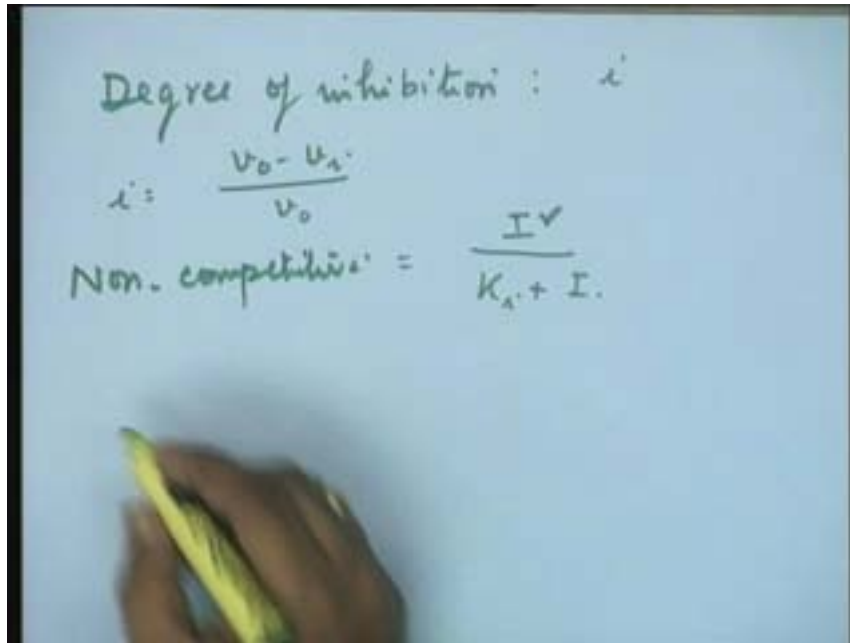 Degree of inhibition : i
i = (v₀ - vᵢ) / v₀
Non-competitive = I ✓ / (Kᵢ + I.)